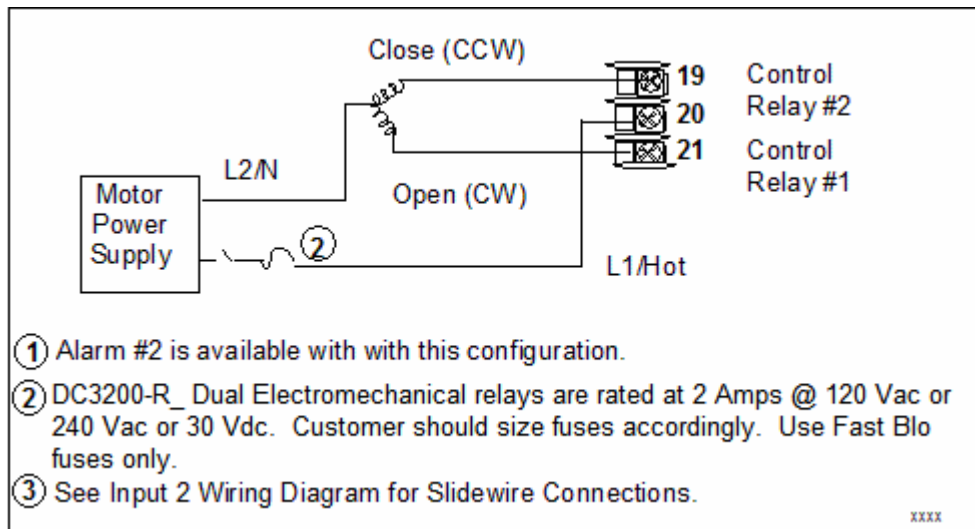 Close (CCW)
19 Control
Relay #2
20
21 Control
Relay #1
L2/N
Open (CW)
Motor
Power
Supply
2
L1/Hot
1 Alarm #2 is available with with this configuration.
2 DC3200-R_ Dual Electromechanical relays are rated at 2 Amps @ 120 Vac or
240 Vac or 30 Vdc. Customer should size fuses accordingly. Use Fast Blo
fuses only.
3 See Input 2 Wiring Diagram for Slidewire Connections.
xxxx